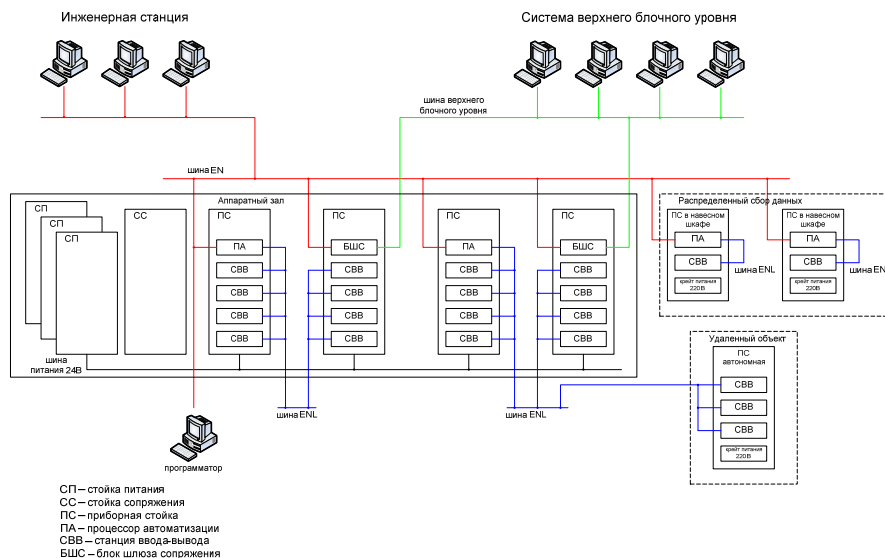 Инженерная станция
Система верхнего блочного уровня
шина верхнего
блочного уровня
шина EN
Аппаратный зал
Распределенный сбор данных
СП
СП
СП
СС
ПС
ПС
ПС
ПС
ПС в навесном
шкафе
ПС в навесном
шкафе
ПА
БШС
ПА
БШС
ПА
ПА
СВВ
СВВ
СВВ
СВВ
СВВ
СВВ
шина ENL
шина EN
СВВ
СВВ
СВВ
СВВ
крейт питания
220В
крейт питания
220В
СВВ
СВВ
СВВ
СВВ
СВВ
СВВ
СВВ
СВВ
шина
питания 24В
Удаленный объект
ПС
автономная
СВВ
СВВ
СВВ
крейт питания
220В
шина ENL
шина ENL
программатор
СП – стойка питания
СС – стойка сопряжения
ПС – приборная стойка
ПА – процессор автоматизации
СВВ – станция ввода-вывода
БШС – блок шлюза сопряжения